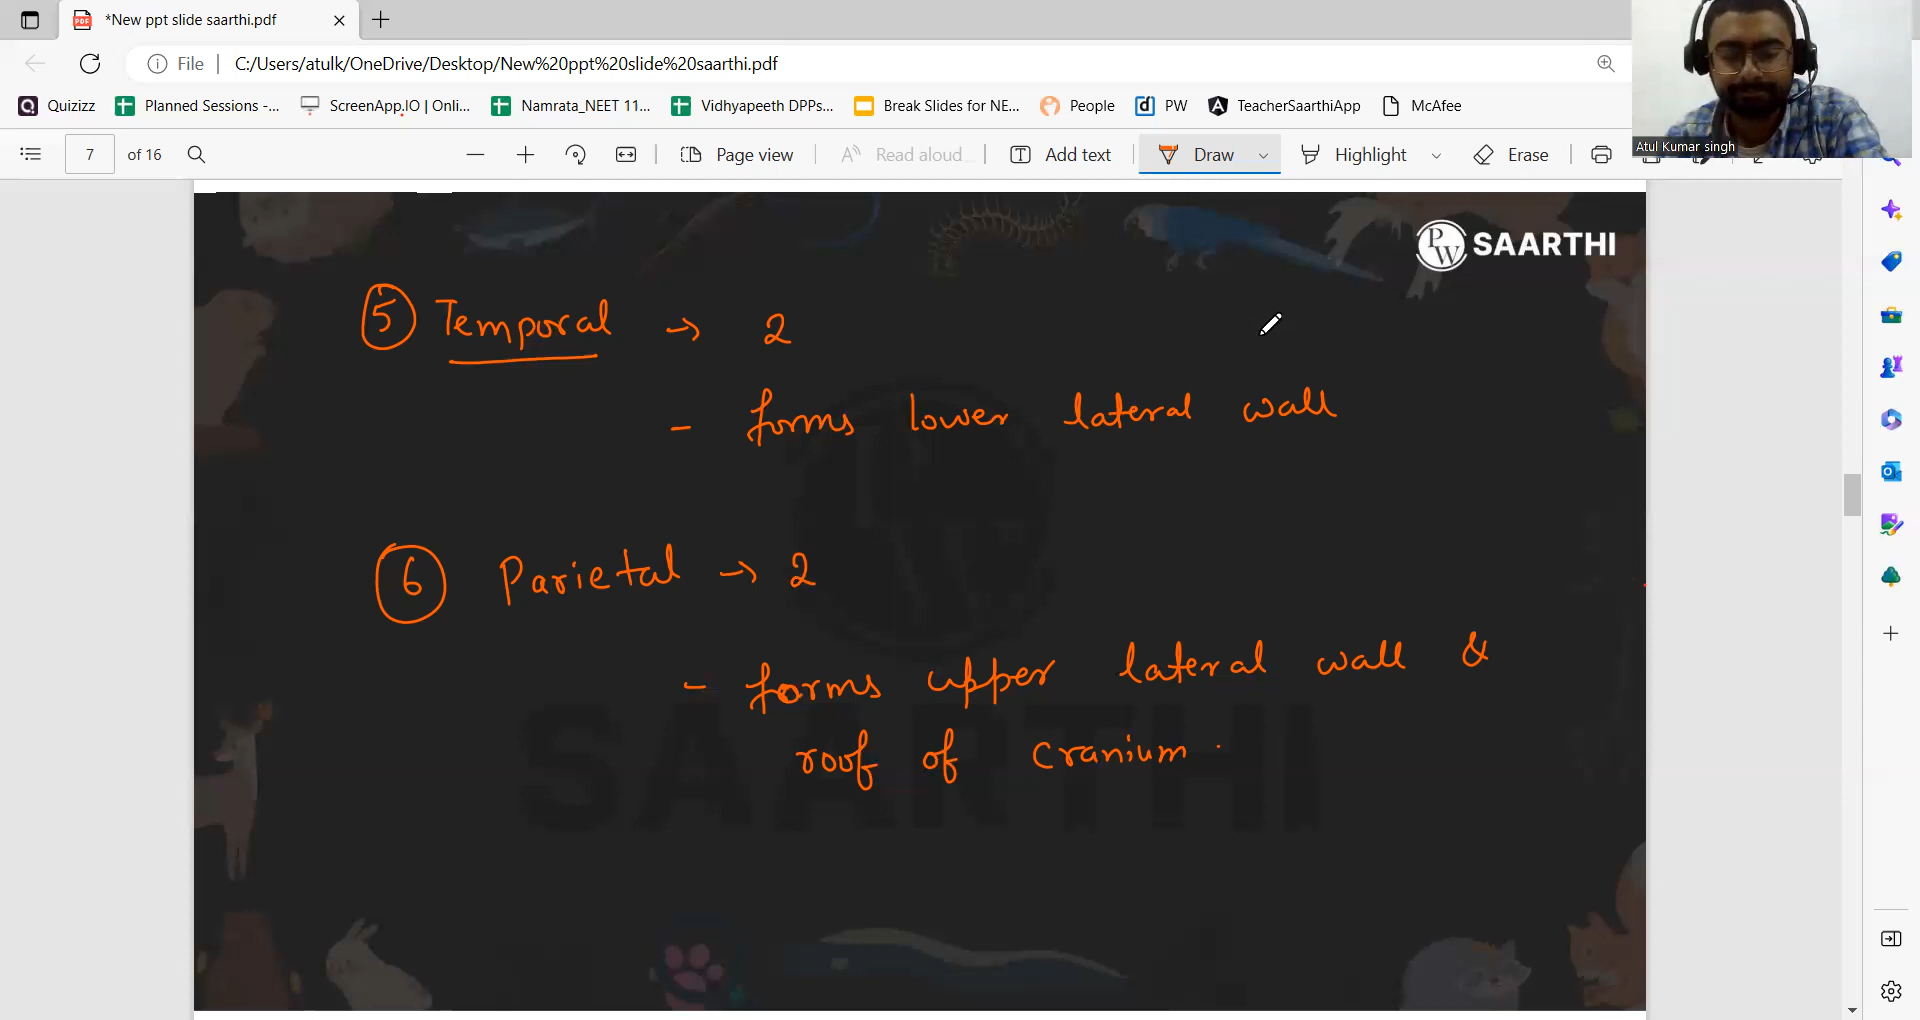 *New ppt slide saarthi.pdf
File C:/Users/atulk/OneDrive/Desktop/New%20ppt%20slide%20saarthi.pdf
Quizizz Planned Sessions -... ScreenApp.IO | Onli... Namrata_NEET 11... Vidhyapeeth DPPs... Break Slides for NE... People PW TeacherSaarthiApp McAfee
7 of 16 Page view Read aloud Add text Draw Highlight Erase
Atul Kumar singh
PW SAARTHI
5 Temporal → 2
- forms lower lateral wall
6 Parietal → 2
- forms upper lateral wall &
roof of cranium.
SAARTHI